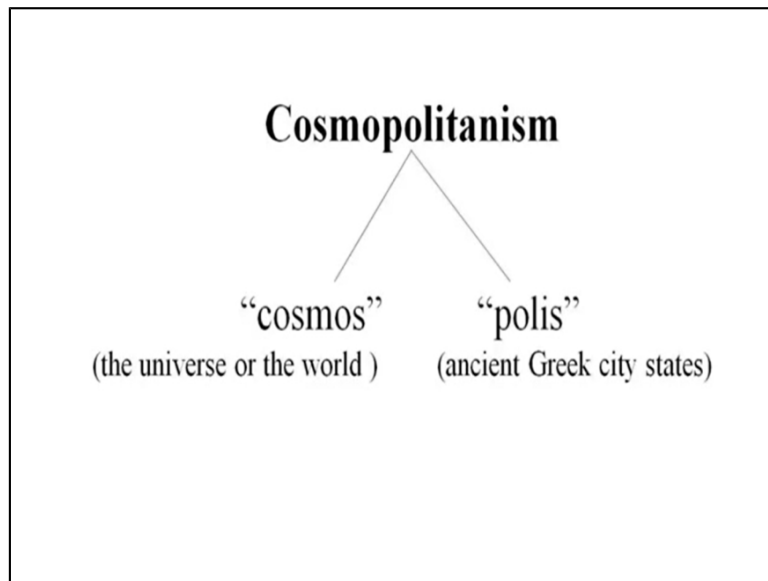 Cosmopolitanism
“cosmos” “polis”
(the universe or the world ) (ancient Greek city states)